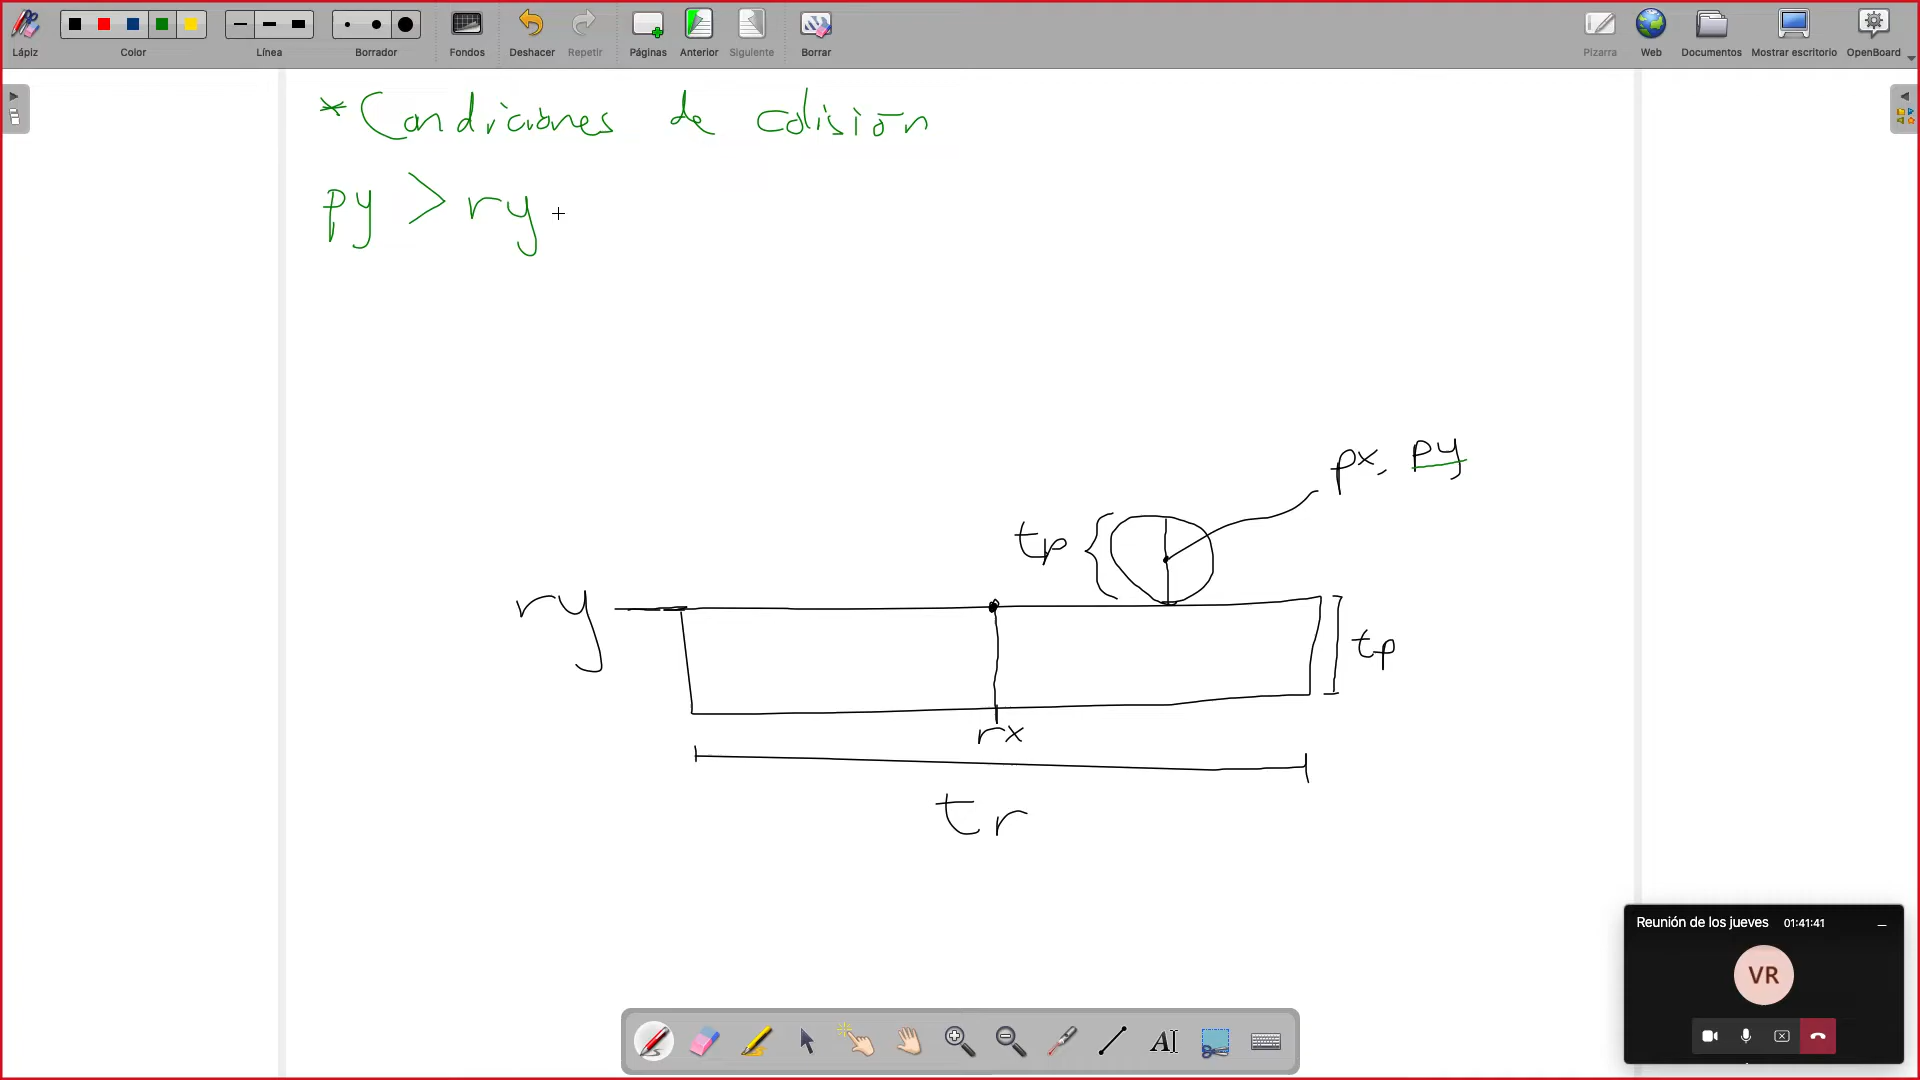 Lápiz
Color
Línea
Borrador
Fondos
Deshacer
Repetir
Páginas
Anterior
Siguiente
Borrar
Pizarra
Web
Documentos
Mostrar escritorio
OpenBoard
*Condiciones de colisión
py > ry
px, py
tp
ry
tp
rx
tr
Reunión de los jueves 01:41:41
VR
AI